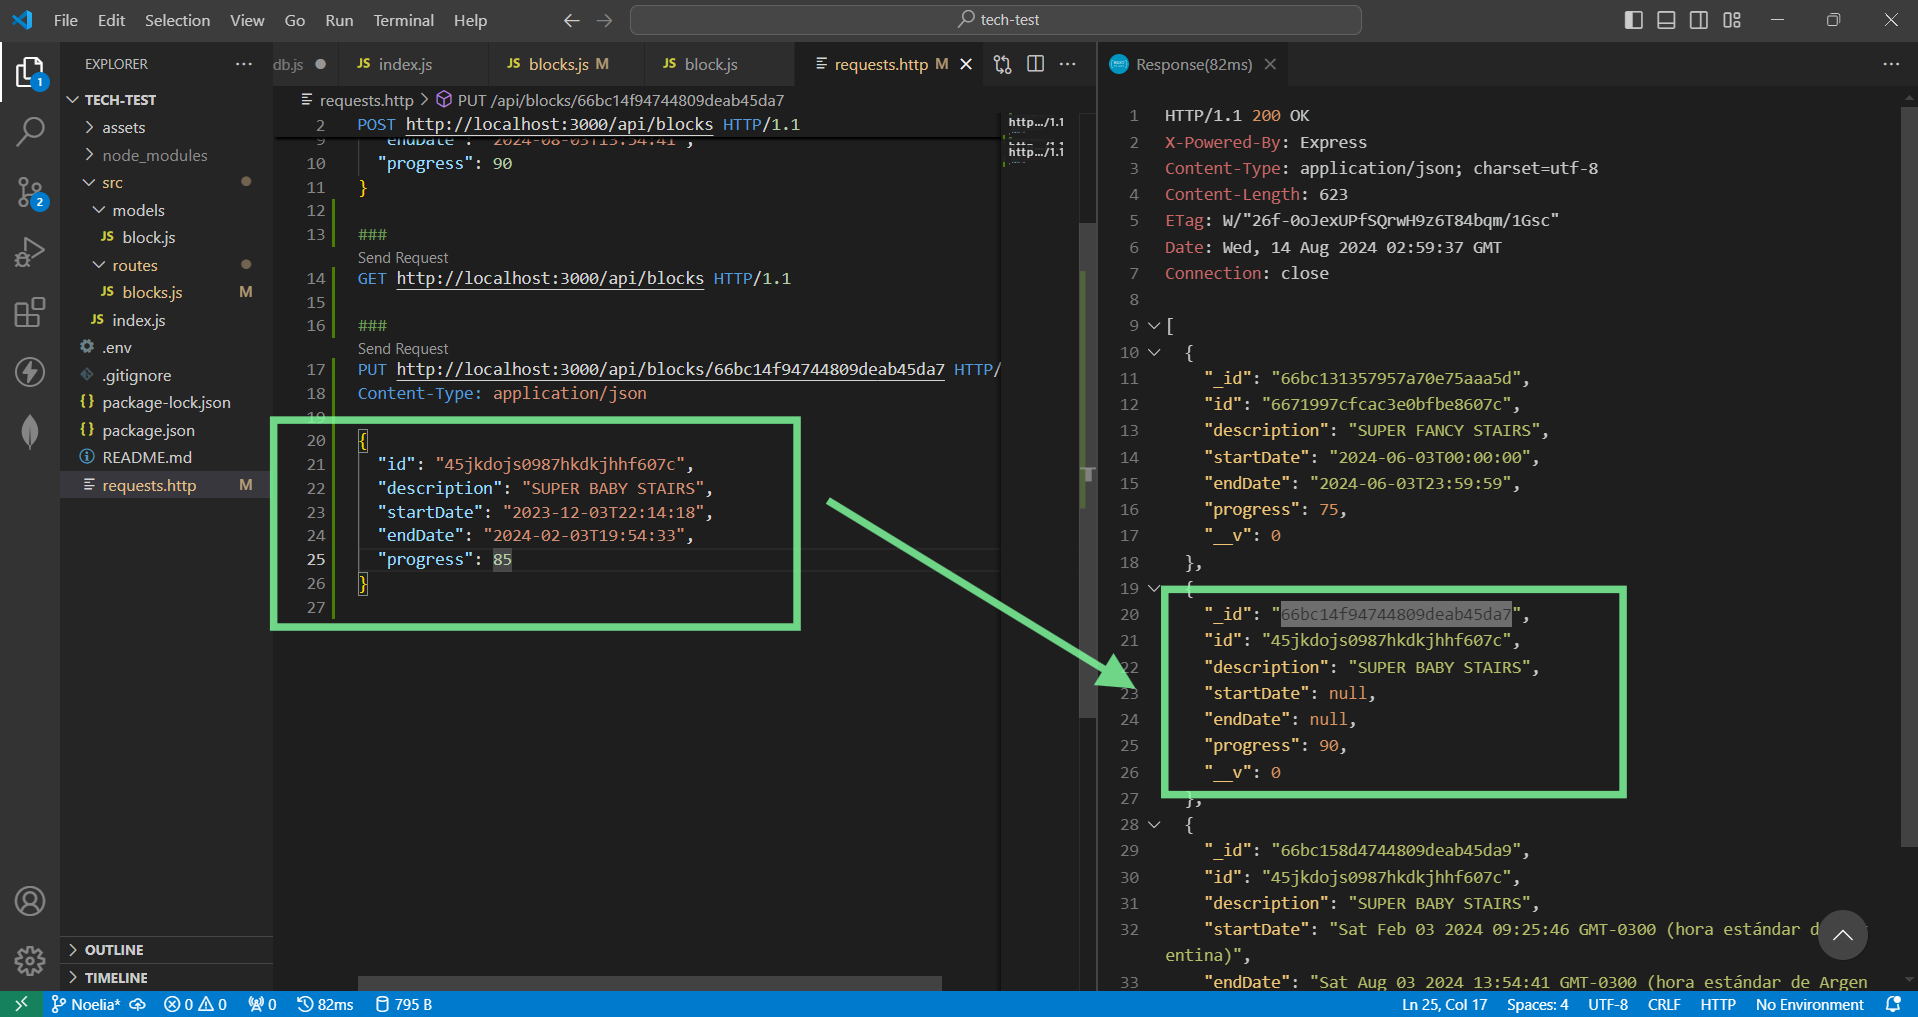 File Edit Selection View Go Run Terminal Help
tech-test
EXPLORER
TECH-TEST
assets
node_modules
src
models
JS block.js
routes
JS blocks.js M
JS index.js
.env
.gitignore
{} package-lock.json
{} package.json
README.md
requests.http M
OUTLINE
TIMELINE
1
2
db.js
JS index.js
JS blocks.js M
JS block.js
requests.http M
requests.http > PUT /api/blocks/66bc14f94744809deab45da7
2 POST http://localhost:3000/api/blocks HTTP/1.1
9 "endDate": "2024-08-03T13:54:41",
10 "progress": 90
11 }
12
13 ###
Send Request
14 GET http://localhost:3000/api/blocks HTTP/1.1
15
16 ###
Send Request
17 PUT http://localhost:3000/api/blocks/66bc14f94744809deab45da7 HTTP/
18 Content-Type: application/json
19
20 {
21 "id": "45jkdojs0987hkdkjhhf607c",
22 "description": "SUPER BABY STAIRS",
23 "startDate": "2023-12-03T22:14:18",
24 "endDate": "2024-02-03T19:54:33",
25 "progress": 85
26 }
27
http.../1.1
http.../1.1
Response(82ms)
1 HTTP/1.1 200 OK
2 X-Powered-By: Express
3 Content-Type: application/json; charset=utf-8
4 Content-Length: 623
5 ETag: W/"26f-0oJexUPfSQrwH9z6T84bqm/1Gsc"
6 Date: Wed, 14 Aug 2024 02:59:37 GMT
7 Connection: close
8
9 [
10 {
11 "_id": "66bc131357957a70e75aaa5d",
12 "id": "6671997cfcac3e0bfbe8607c",
13 "description": "SUPER FANCY STAIRS",
14 "startDate": "2024-06-03T00:00:00",
15 "endDate": "2024-06-03T23:59:59",
16 "progress": 75,
17 "__v": 0
18 },
19 {
20 "_id": "66bc14f94744809deab45da7",
21 "id": "45jkdojs0987hkdkjhhf607c",
22 "description": "SUPER BABY STAIRS",
23 "startDate": null,
24 "endDate": null,
25 "progress": 90,
26 "__v": 0
27 },
28 {
29 "_id": "66bc158d4744809deab45da9",
30 "id": "45jkdojs0987hkdkjhhf607c",
31 "description": "SUPER BABY STAIRS",
32 "startDate": "Sat Feb 03 2024 09:25:46 GMT-0300 (hora estándar d
entina)",
33 "endDate": "Sat Aug 03 2024 13:54:41 GMT-0300 (hora estándar de Argen
Noelia* 0 0 0 82ms 795 B
Ln 25, Col 17 Spaces: 4 UTF-8 CRLF HTTP No Environment